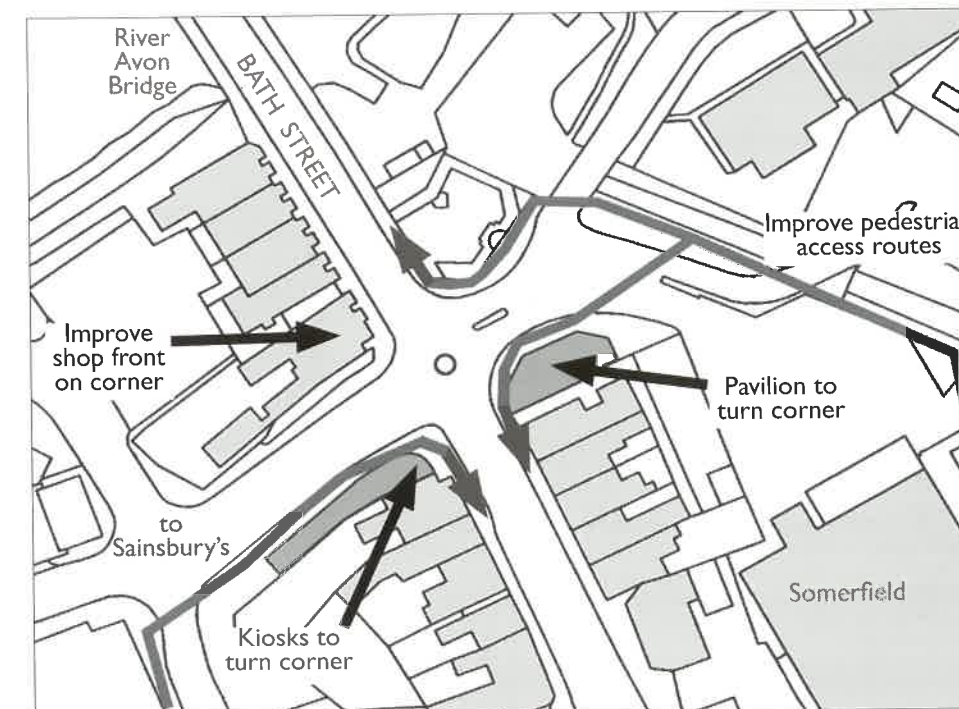 River
Avon
Bridge
BATH STREET
Improve pedestria
access routes
Improve
shop front
on corner
Pavilion to
turn corner
to
Sainsbury's
Somerfield
Kiosks to
turn corner